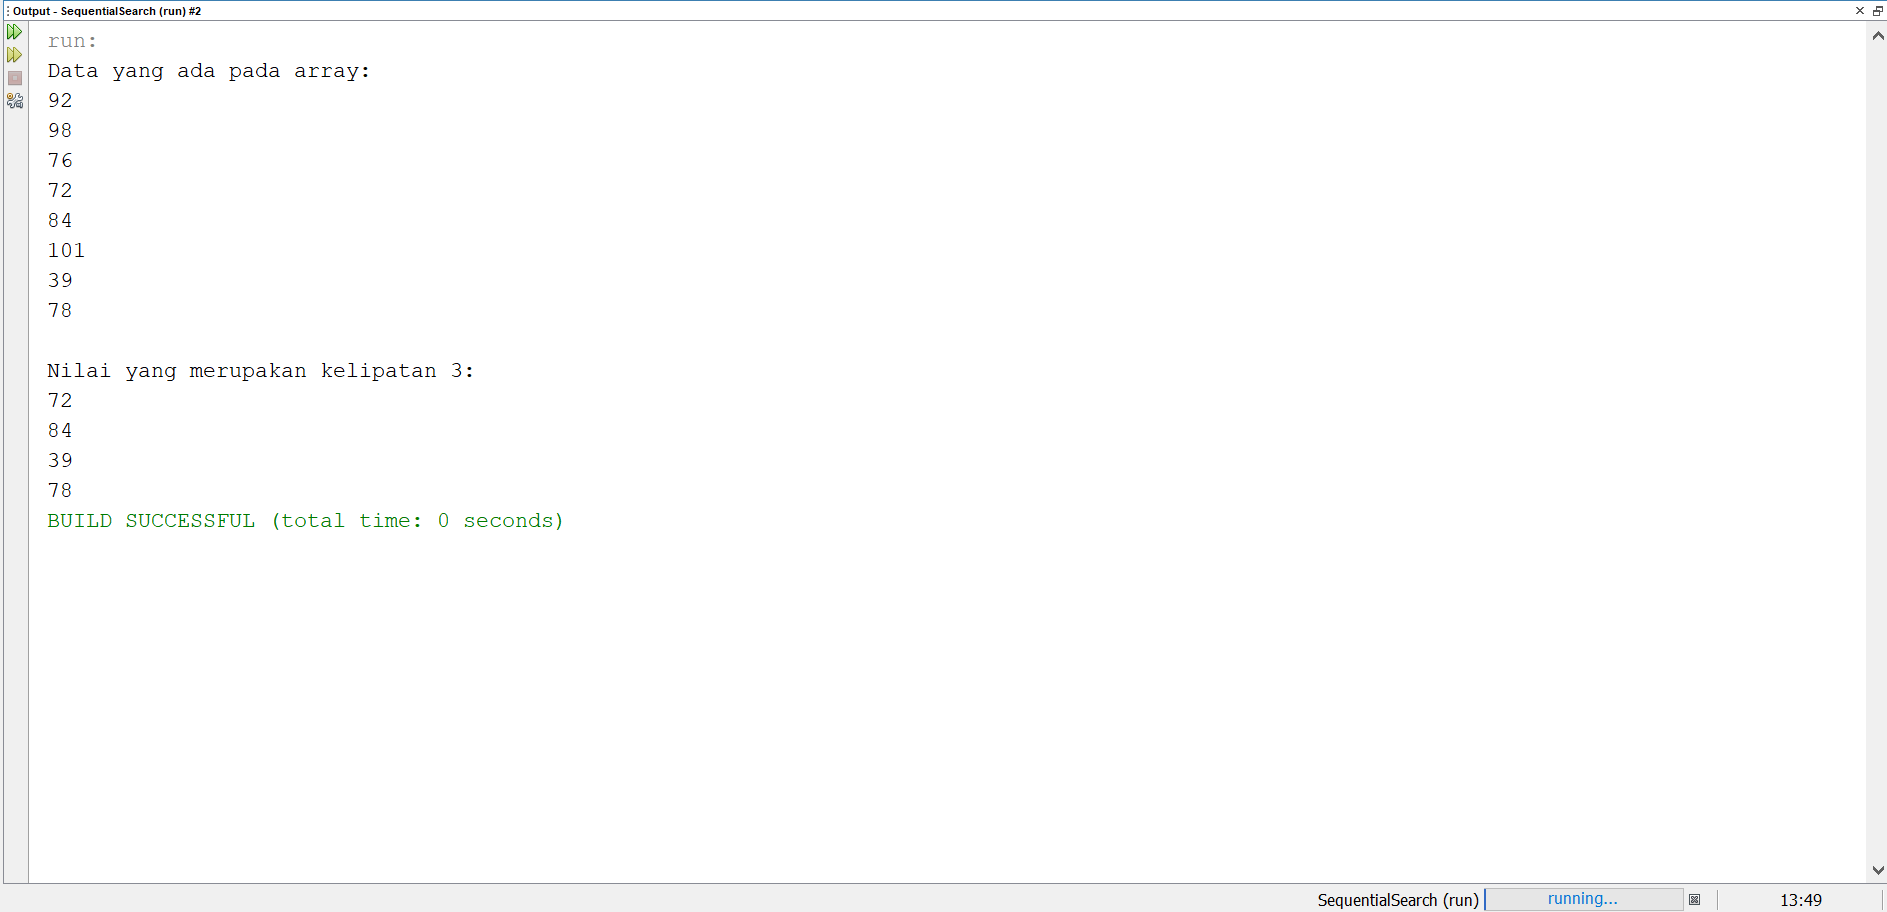 Output - SequentialSearch (run) #2
run:
Data yang ada pada array:
92
98
76
72
84
101
39
78
Nilai yang merupakan kelipatan 3:
72
84
39
78
BUILD SUCCESSFUL (total time: 0 seconds)
SequentialSearch (run) running... 13:49